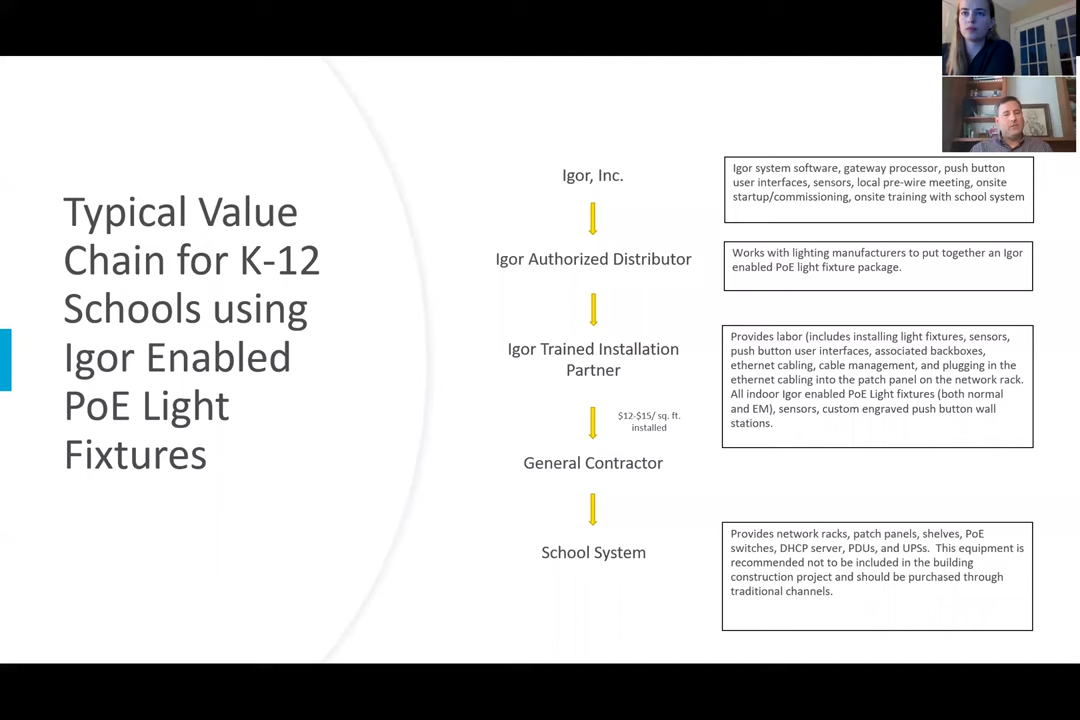 Typical Value
Chain for K-12
Schools using
Igor Enabled
PoE Light
Fixtures
Igor, Inc.
Igor system software, gateway processor, push button
user interfaces, sensors, local pre-wire meeting, onsite
startup/commissioning, onsite training with school system
Igor Authorized Distributor
Works with lighting manufacturers to put together an Igor
enabled PoE light fixture package.
Igor Trained Installation
Partner
Provides labor (includes installing light fixtures, sensors,
push button user interfaces, associated backboxes,
ethernet cabling, cable management, and plugging in the
ethernet cabling into the patch panel on the network rack.
All indoor Igor enabled PoE Light fixtures (both normal
and EM), sensors, custom engraved push button wall
stations.
$12-$15/ sq. ft.
installed
General Contractor
School System
Provides network racks, patch panels, shelves, PoE
switches, DHCP server, PDUs, and UPSs.  This equipment is
recommended not to be included in the building
construction project and should be purchased through
traditional channels.